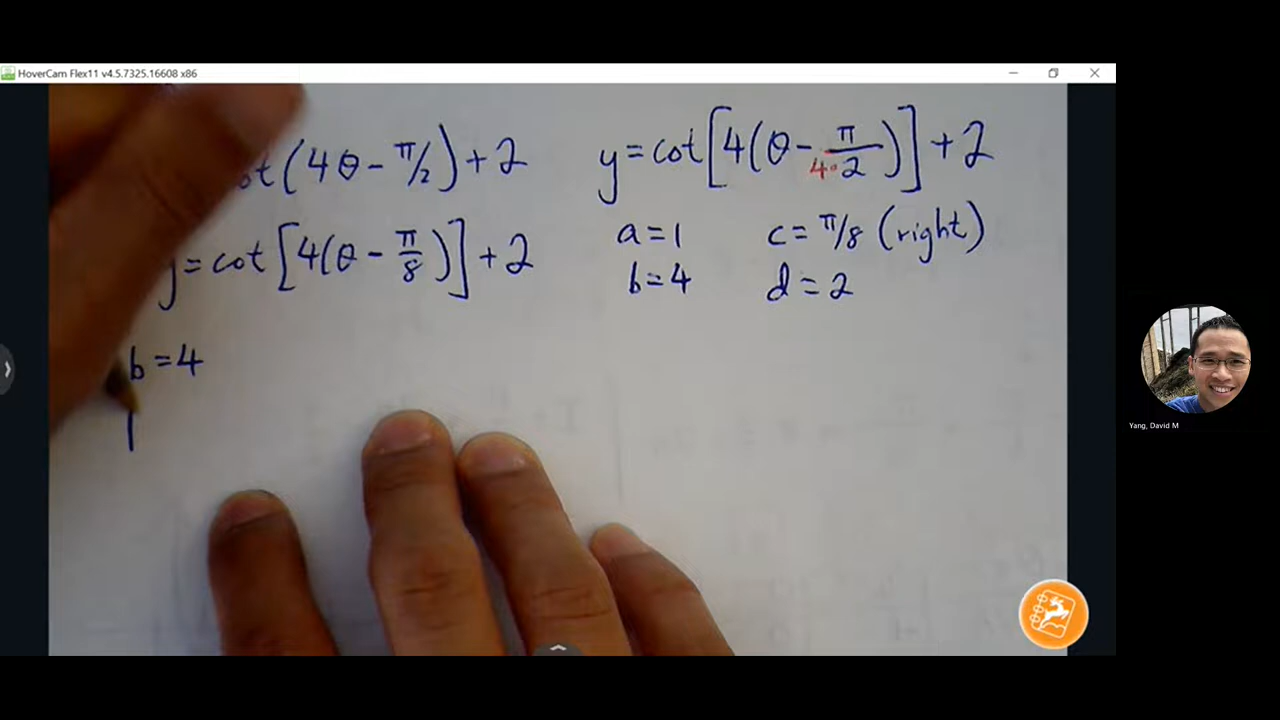 HoverCam Flex11 v4.5.7325.16608 x86
(4θ - π/2) + 2
y = cot [4(θ - π/(4·2))] + 2
= cot [4(θ - π/8)] + 2
a = 1 c = π/8 (right)
b = 4 d = 2
b = 4
Yang, David M